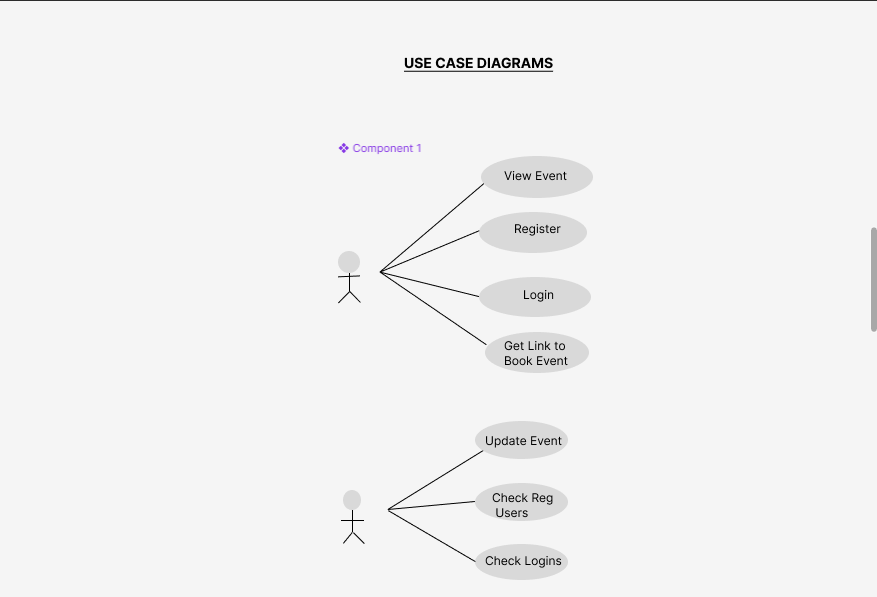 USE CASE DIAGRAMS
Component 1
View Event
Register
Login
Get Link to
Book Event
Update Event
Check Reg
Users
Check Logins